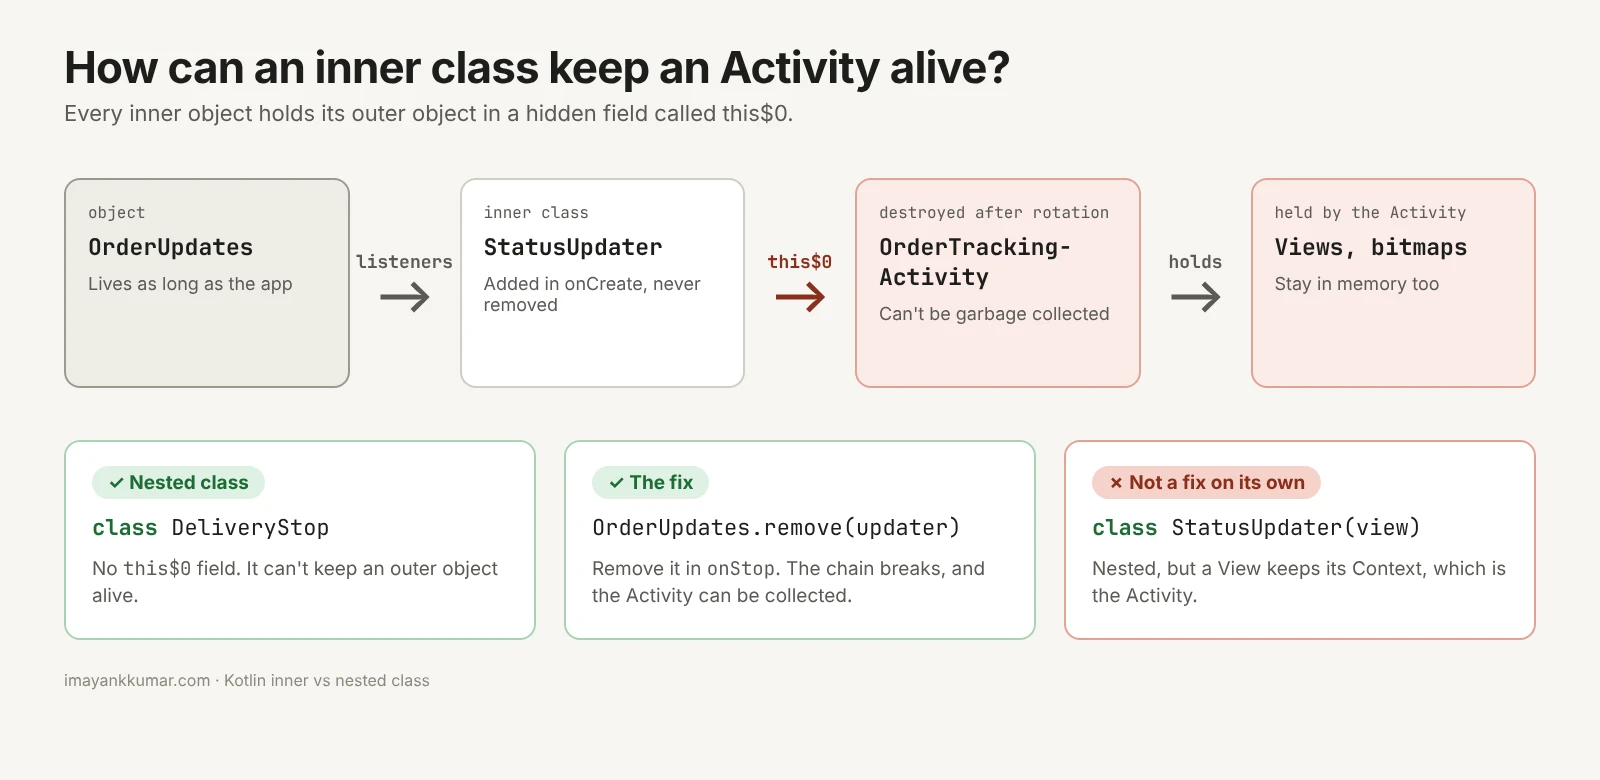 How can an inner class keep an Activity alive?
Every inner object holds its outer object in a hidden field called this$0.
object
OrderUpdates
Lives as long as the app
listeners
inner class
StatusUpdater
Added in onCreate, never
removed
this$0
destroyed after rotation
OrderTracking-
Activity
Can't be garbage collected
holds
held by the Activity
Views, bitmaps
Stay in memory too
✓ Nested class
class DeliveryStop
No this$0 field. It can't keep an outer object
alive.
✓ The fix
OrderUpdates.remove(updater)
Remove it in onStop. The chain breaks, and
the Activity can be collected.
× Not a fix on its own
class StatusUpdater(view)
Nested, but a View keeps its Context, which is
the Activity.
imayankkumar.com · Kotlin inner vs nested class